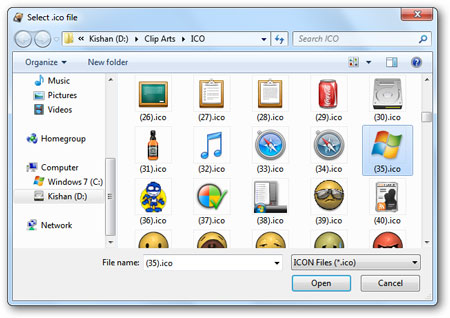 Select .ico file
Kishan (D:) Clip Arts ICO Search ICO
Organize New folder
Music
Pictures
Videos
Homegroup
Computer
Windows 7 (C:)
Kishan (D:)
Network
(26).ico (27).ico (28).ico (29).ico (30).ico
(31).ico (32).ico (33).ico (34).ico (35).ico
(36).ico (37).ico (38).ico (39).ico (40).ico
File name: (35).ico ICON Files (*.ico)
Open Cancel